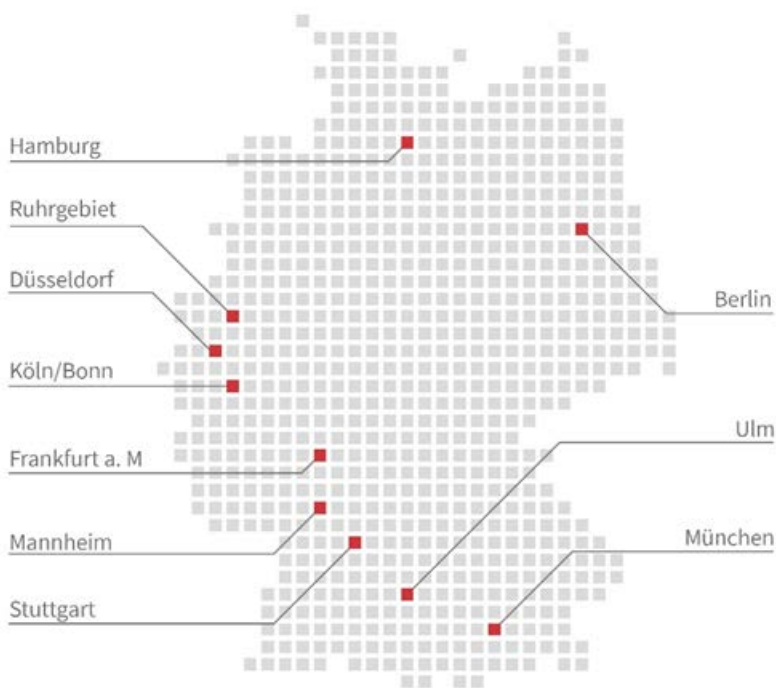 Hamburg
Ruhrgebiet
Düsseldorf
Berlin
Köln/Bonn
Ulm
Frankfurt a. M
München
Mannheim
Stuttgart